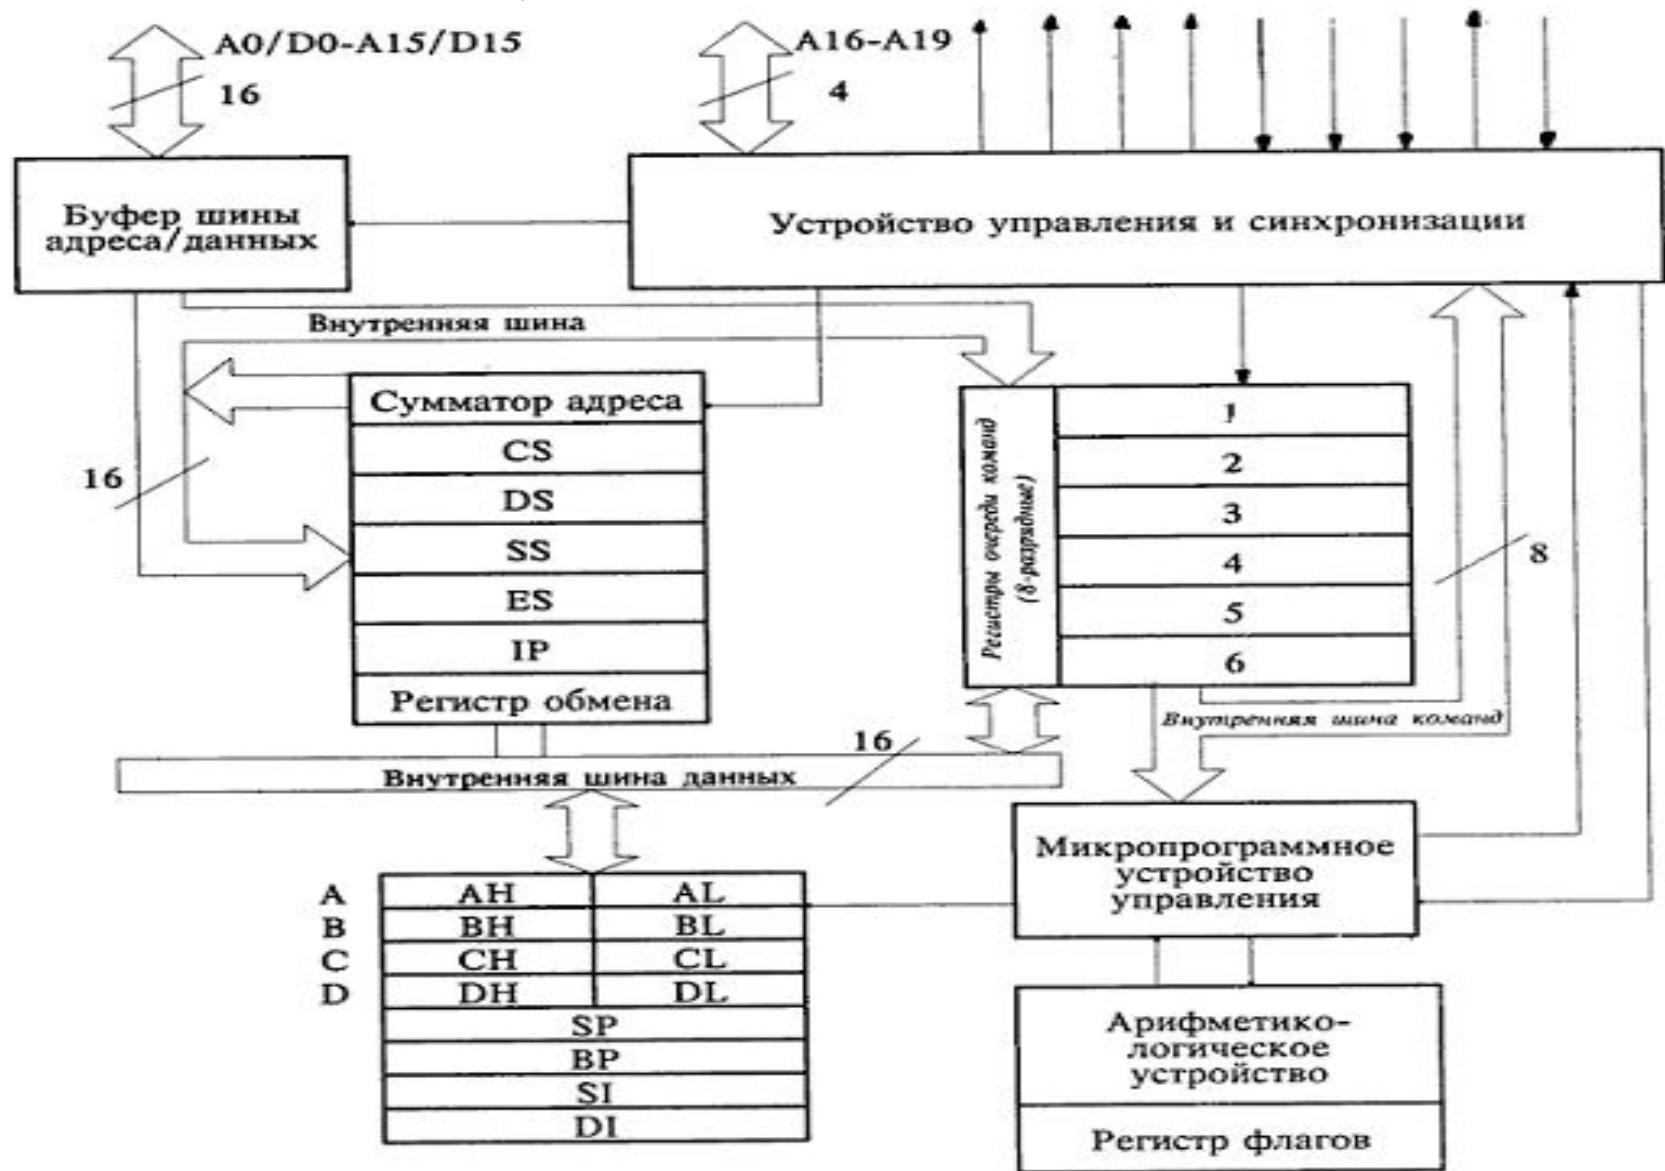 A0/D0-A15/D15
16
A16-A19
4
Буфер шины
адреса/данных
Устройство управления и синхронизации
Внутренняя шина
Сумматор адреса
CS
DS
SS
ES
IP
Регистр обмена
16
Регистры очереди команд
(8-разрядные)
1
2
3
4
5
6
8
Внутренняя шина команд
16
Внутренняя шина данных
Микропрограммное
устройство
управления
A AH AL
B BH BL
C CH CL
D DH DL
SP
BP
SI
DI
Арифметико-
логическое
устройство
Регистр флагов